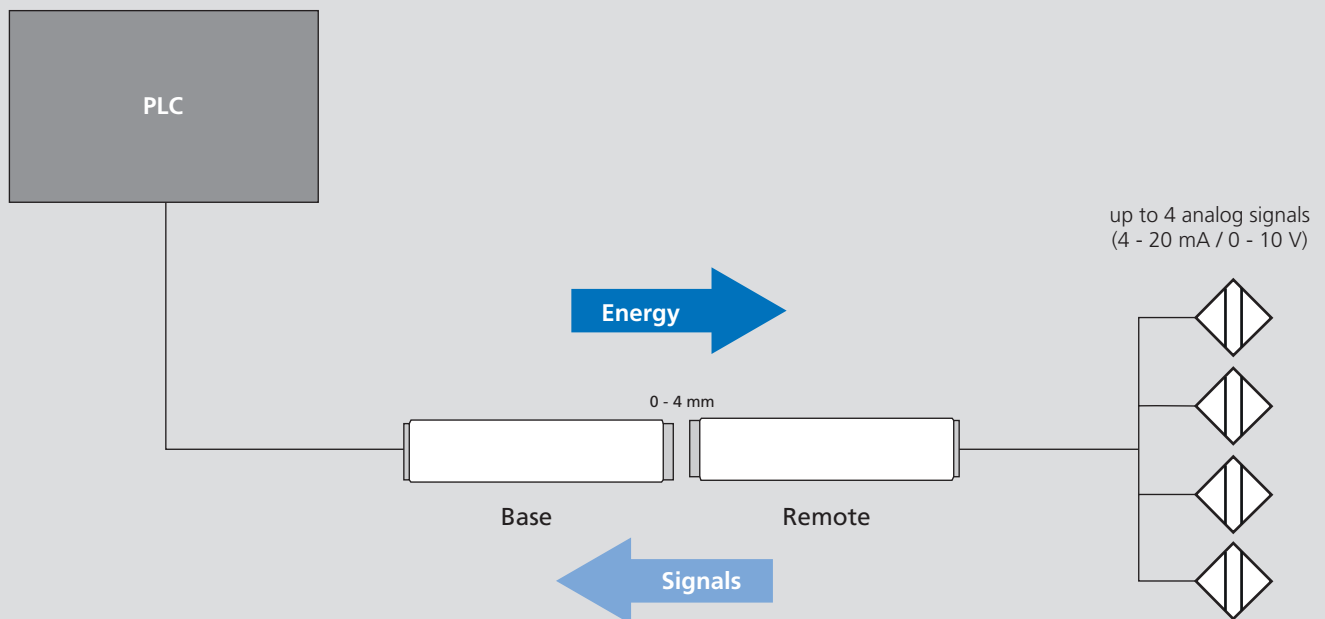 PLC
up to 4 analog signals
(4 - 20 mA / 0 - 10 V)
Energy
0 - 4 mm
Base
Remote
Signals